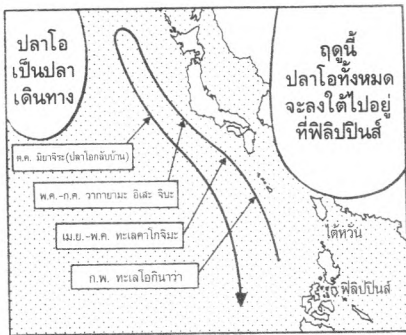 ปลาโอ
เป็นปลา
เดินทาง
ฤดูนี้
ปลาโอทั้งหมด
จะลงใต้ไปอยู่
ที่ฟิลิปปินส์
ต.ค. มิยาจิระ(ปลาโอกลับบ้าน)
พ.ค.-ก.ค. วากายามะ อิเสะ จิบะ
เม.ย.-พ.ค. ทะเลคาโกจิมะ
ก.พ. ทะเลโอกินาว่า
ไต้หวัน
ฟิลิปปินส์